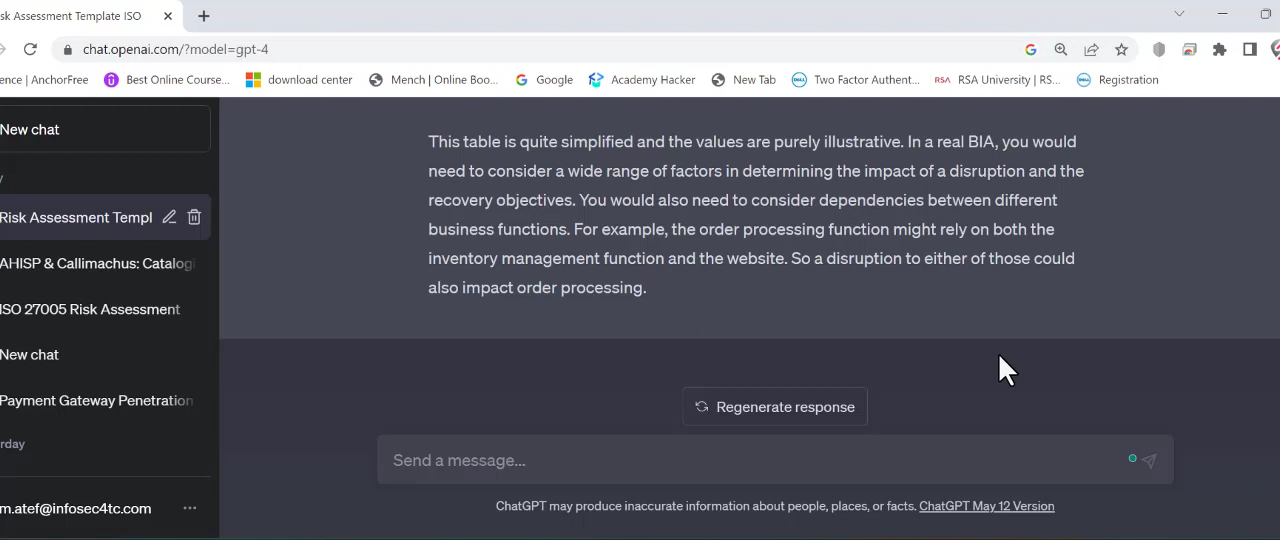 sk Assessment Template ISO
chat.openai.com/?model=gpt-4
ence | AnchorFree Best Online Course... download center Mench | Online Boo... Google Academy Hacker New Tab Two Factor Authent... RSA University | RS... Registration
New chat
y
Risk Assessment Templ
AHISP & Callimachus: Catalogi
ISO 27005 Risk Assessment
New chat
Payment Gateway Penetration
rday
m.atef@infosec4tc.com
This table is quite simplified and the values are purely illustrative. In a real BIA, you would
need to consider a wide range of factors in determining the impact of a disruption and the
recovery objectives. You would also need to consider dependencies between different
business functions. For example, the order processing function might rely on both the
inventory management function and the website. So a disruption to either of those could
also impact order processing.
Regenerate response
Send a message...
ChatGPT may produce inaccurate information about people, places, or facts. ChatGPT May 12 Version